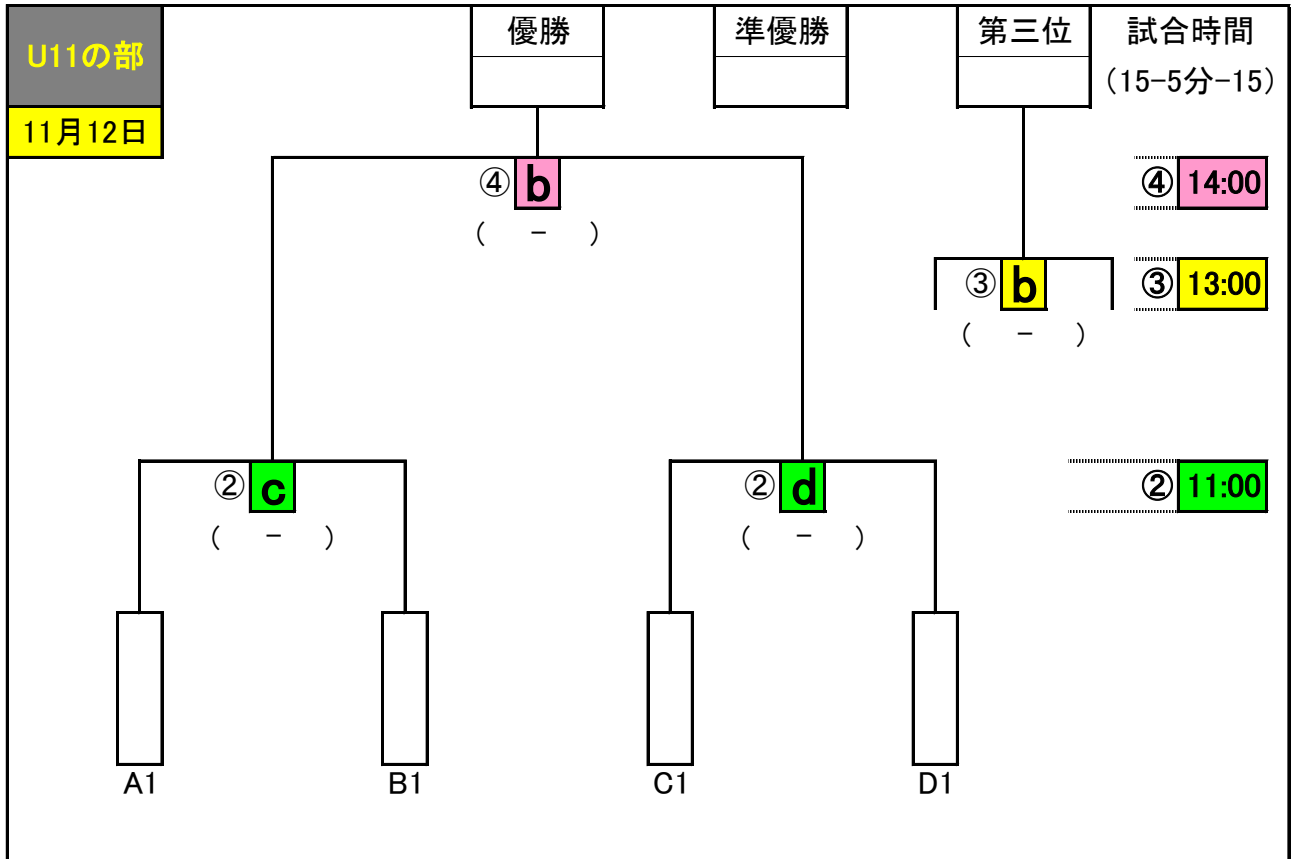 U11の部
優勝
準優勝
第三位
試合時間
(15-5分-15)
11月12日
④ b
( - )
④ 14:00
③ b
( - )
③ 13:00
② c
( - )
② d
( - )
② 11:00
A1
B1
C1
D1